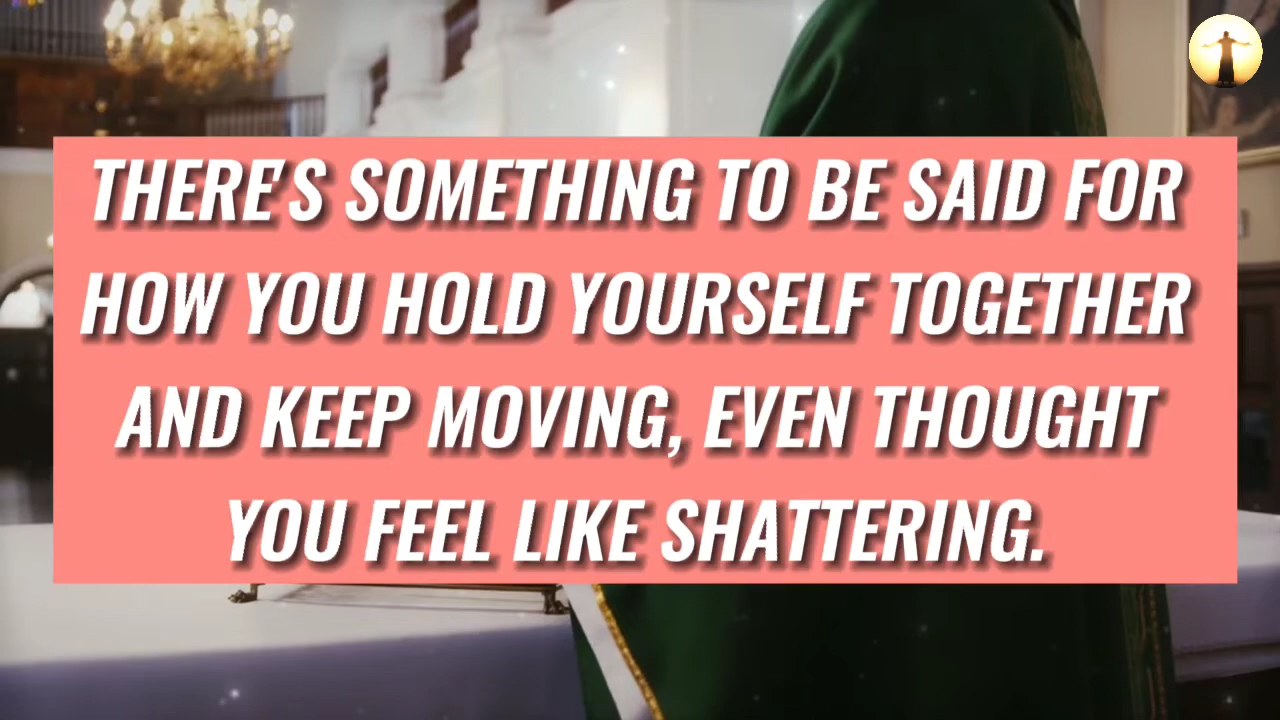 THERE'S SOMETHING TO BE SAID FOR
HOW YOU HOLD YOURSELF TOGETHER
AND KEEP MOVING, EVEN THOUGHT
YOU FEEL LIKE SHATTERING.